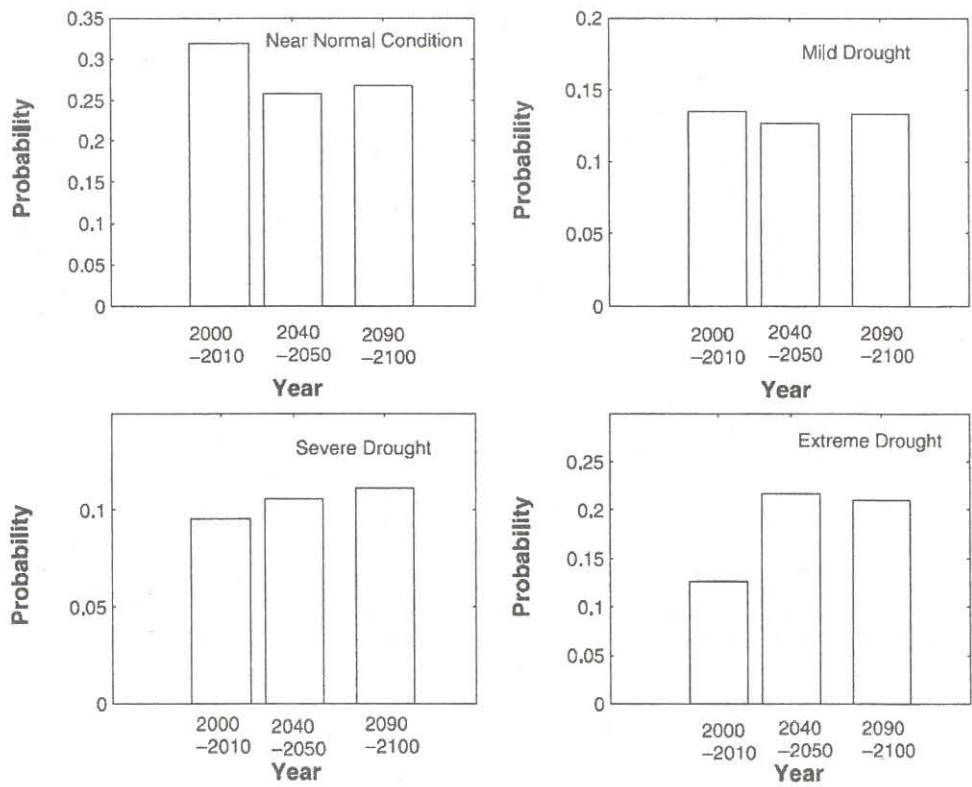 0.35
0.3
0.25
0.2
0.15
0.1
0.05
0
Probability
Near Normal Condition
2000 2040 2090
–2010 –2050 –2100
Year
0.2
0.15
0.1
0.05
0
Probability
Mild Drought
2000 2040 2090
–2010 –2050 –2100
Year
0.1
0.05
0
Probability
Severe Drought
2000 2040 2090
–2010 –2050 –2100
Year
0.25
0.2
0.15
0.1
0.05
0
Probability
Extreme Drought
2000 2040 2090
–2010 –2050 –2100
Year